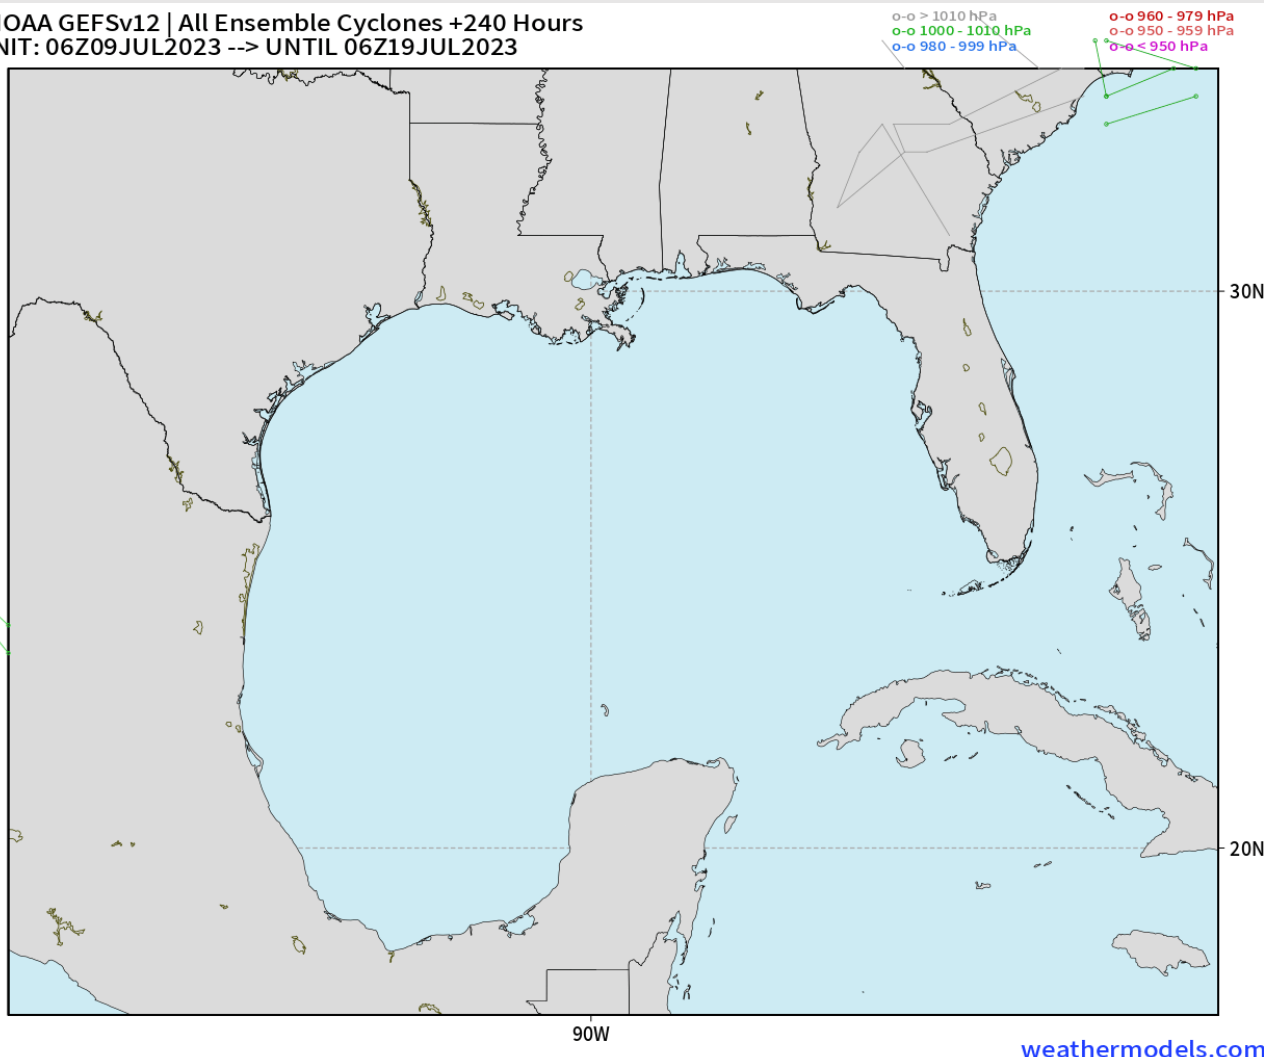 IOAA GEFSv12 | All Ensemble Cyclones +240 Hours
NIT: 06Z09JUL2023 --> UNTIL 06Z19JUL2023
o-o > 1010 hPa
o-o 1000 - 1010 hPa
o-o 980 - 999 hPa
o-o 960 - 979 hPa
o-o 950 - 959 hPa
o-o < 950 hPa
30N
20N
90W
weathermodels.com